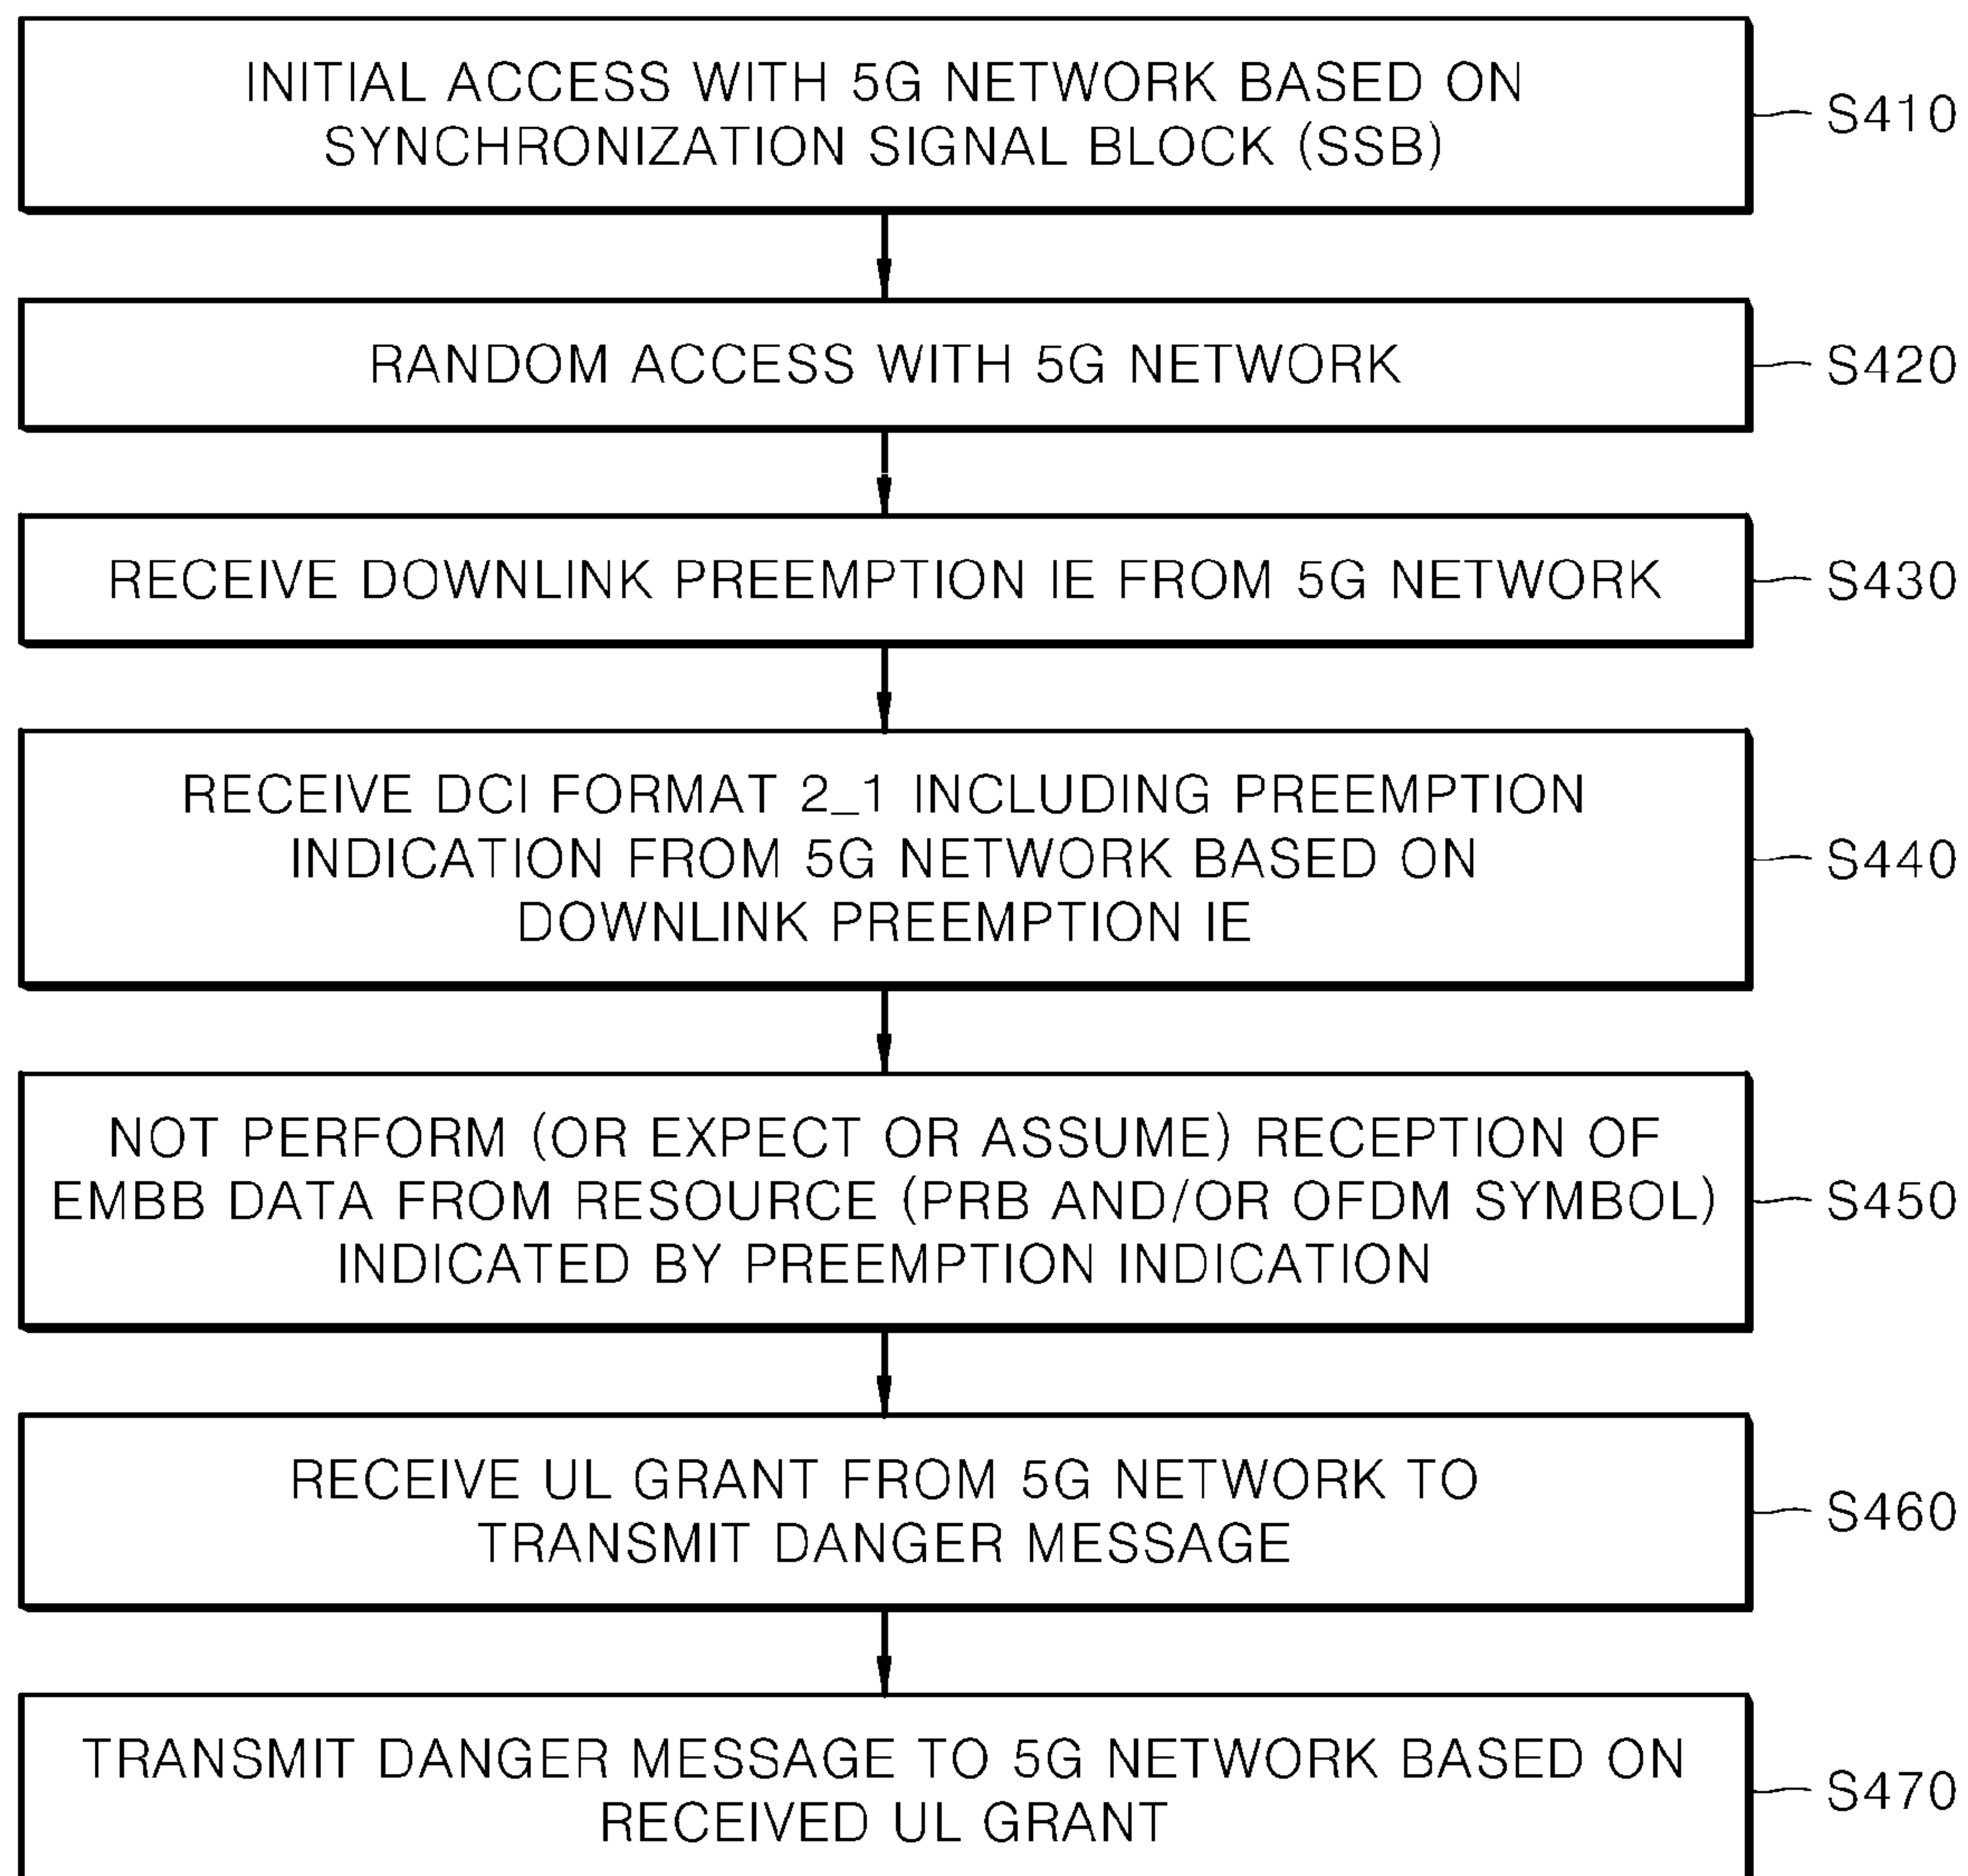 INITIAL ACCESS WITH 5G NETWORK BASED ON
SYNCHRONIZATION SIGNAL BLOCK (SSB)
S410
RANDOM ACCESS WITH 5G NETWORK
S420
RECEIVE DOWNLINK PREEMPTION IE FROM 5G NETWORK
S430
RECEIVE DCI FORMAT 2_1 INCLUDING PREEMPTION
INDICATION FROM 5G NETWORK BASED ON
DOWNLINK PREEMPTION IE
S440
NOT PERFORM (OR EXPECT OR ASSUME) RECEPTION OF
EMBB DATA FROM RESOURCE (PRB AND/OR OFDM SYMBOL)
INDICATED BY PREEMPTION INDICATION
S450
RECEIVE UL GRANT FROM 5G NETWORK TO
TRANSMIT DANGER MESSAGE
S460
TRANSMIT DANGER MESSAGE TO 5G NETWORK BASED ON
RECEIVED UL GRANT
S470